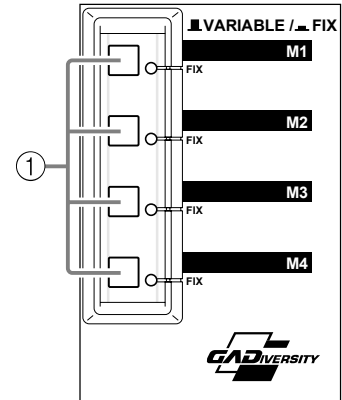 VARIABLE / FIX
M1
FIX
M2
FIX
1
M3
FIX
M4
FIX
GADIVERSITY